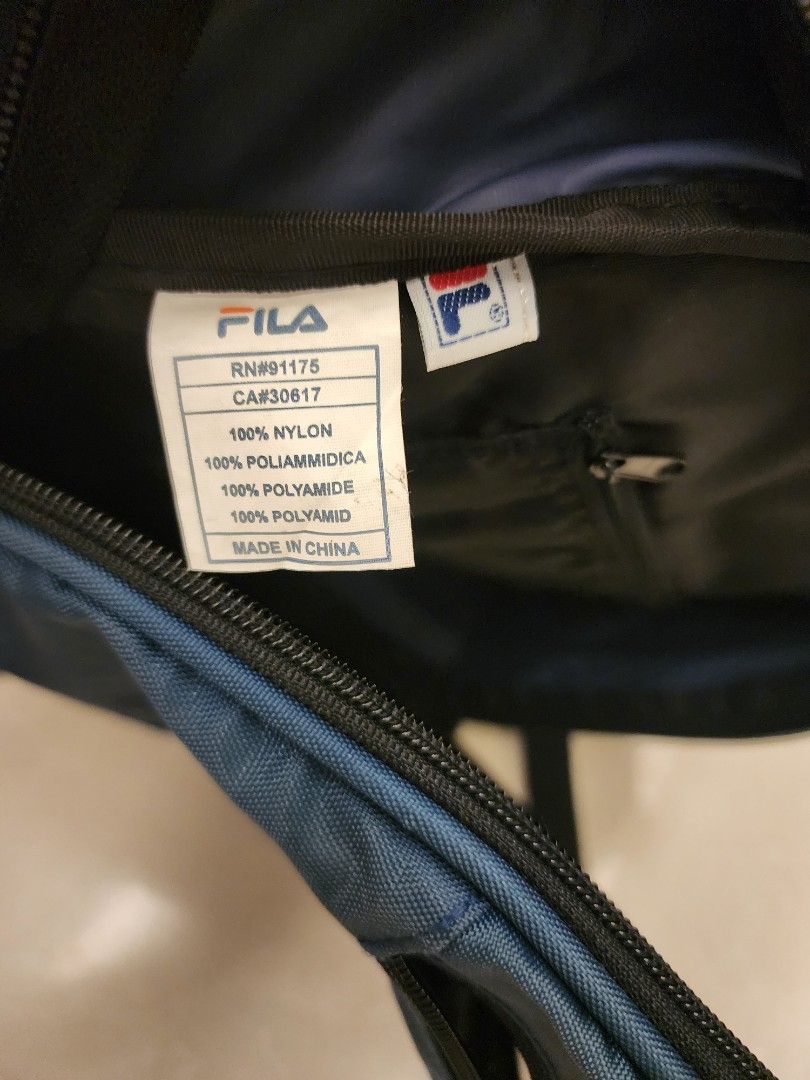 FILA
RN#91175
CA#30617
100% NYLON
100% POLIAMMIDICA
100% POLYAMIDE
100% POLYAMID
MADE IN CHINA
F
®